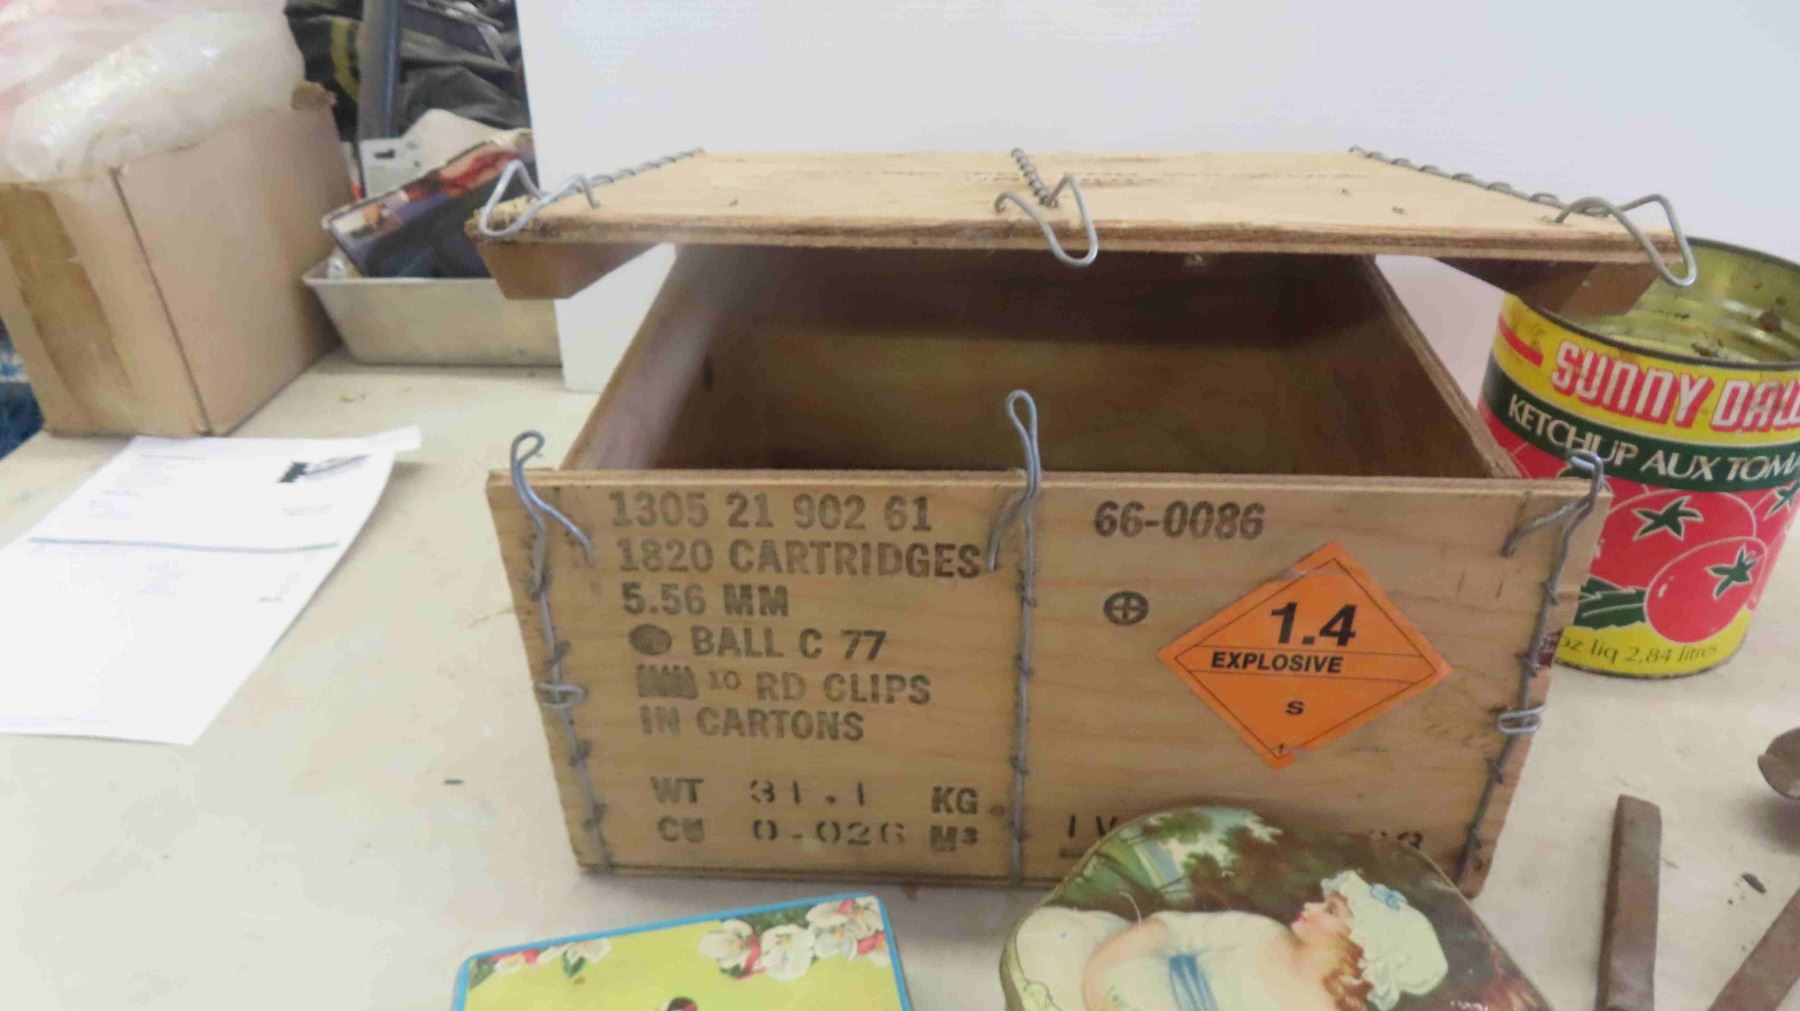 1305 21 902 61
1820 CARTRIDGES
5.56 MM
BALL C 77
10 RD CLIPS
IN CARTONS
WT 31.1 KG
CU 0.026 M³
66-0086
1.4
EXPLOSIVE
S
1
SUNNY
KETCHUP AUX
oz liq 2,84 litres